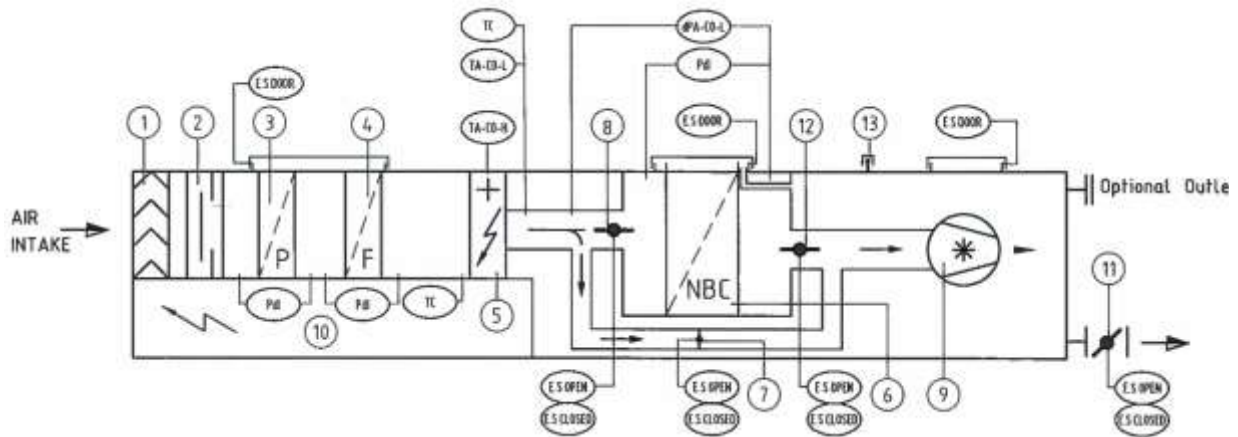 TC
dPA-CO-L
TA-CO-L
Pdi
E.S DOOR
1
2
3
4
TA-CO-H
8
E.S DOOR
12
13
E.S DOOR
Optional Outle
AIR
INTAKE
11
P
F
NBC
Pdi
Pdi
TC
10
5
7
6
9
E.S OPEN
E.S CLOSED
E.S OPEN
E.S CLOSED
E.S OPEN
E.S CLOSED
E.S OPEN
E.S CLOSED